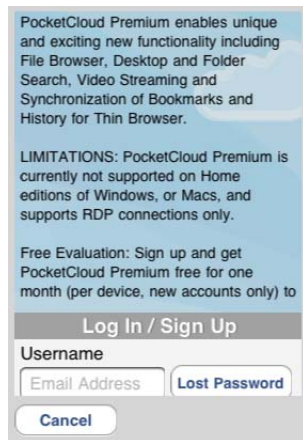 PocketCloud Premium enables unique
and exciting new functionality including
File Browser, Desktop and Folder
Search, Video Streaming and
Synchronization of Bookmarks and
History for Thin Browser.
LIMITATIONS: PocketCloud Premium is
currently not supported on Home
editions of Windows, or Macs, and
supports RDP connections only.
Free Evaluation: Sign up and get
PocketCloud Premium free for one
month (per device, new accounts only) to
Log In / Sign Up
Username
Email Address Lost Password
Cancel